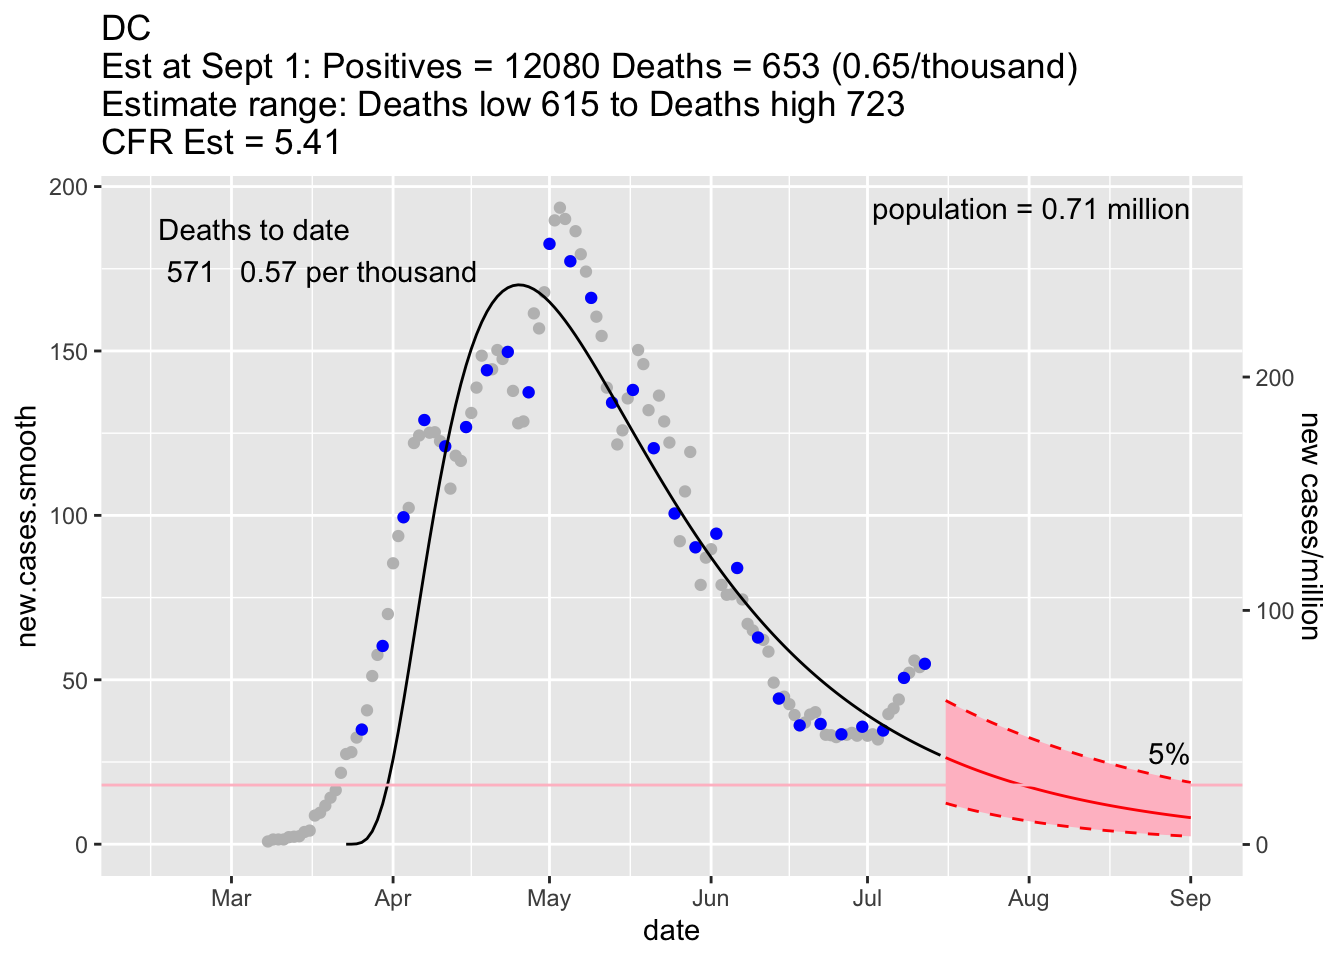 DC
Est at Sept 1: Positives = 12080 Deaths = 653 (0.65/thousand)
Estimate range: Deaths low 615 to Deaths high 723
CFR Est = 5.41
200
150
100
50
0
new.cases.smooth
Deaths to date
571 0.57 per thousand
population = 0.71 million
5%
200
100
0
new cases/million
Mar Apr May Jun Jul Aug Sep
date